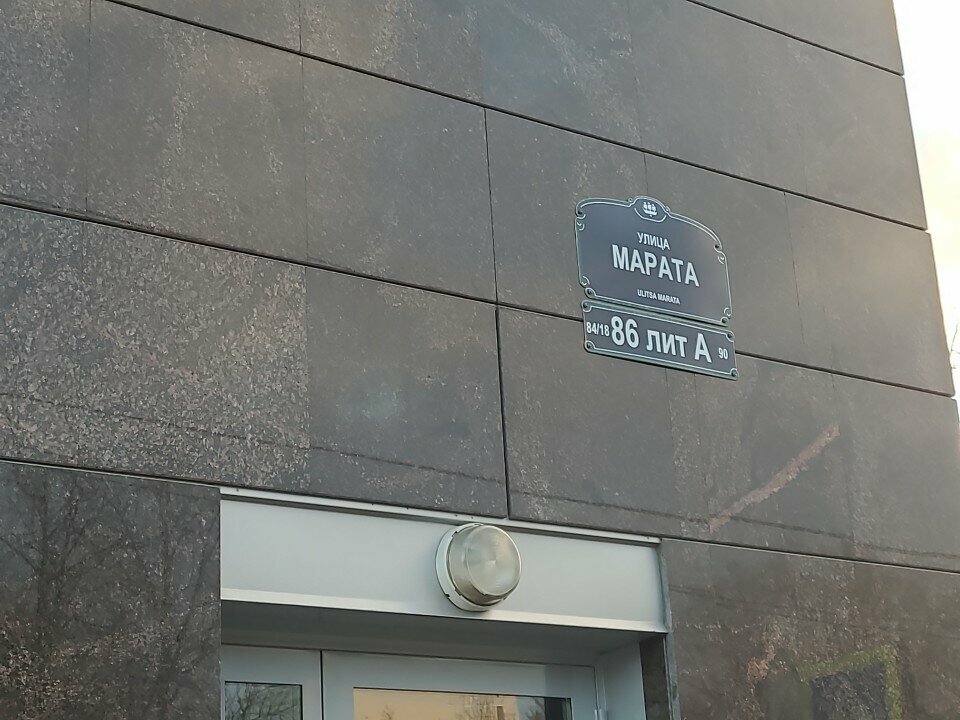 УЛИЦА
МАРАТА
ULITSA MARATA
84/18 86 лит А 90